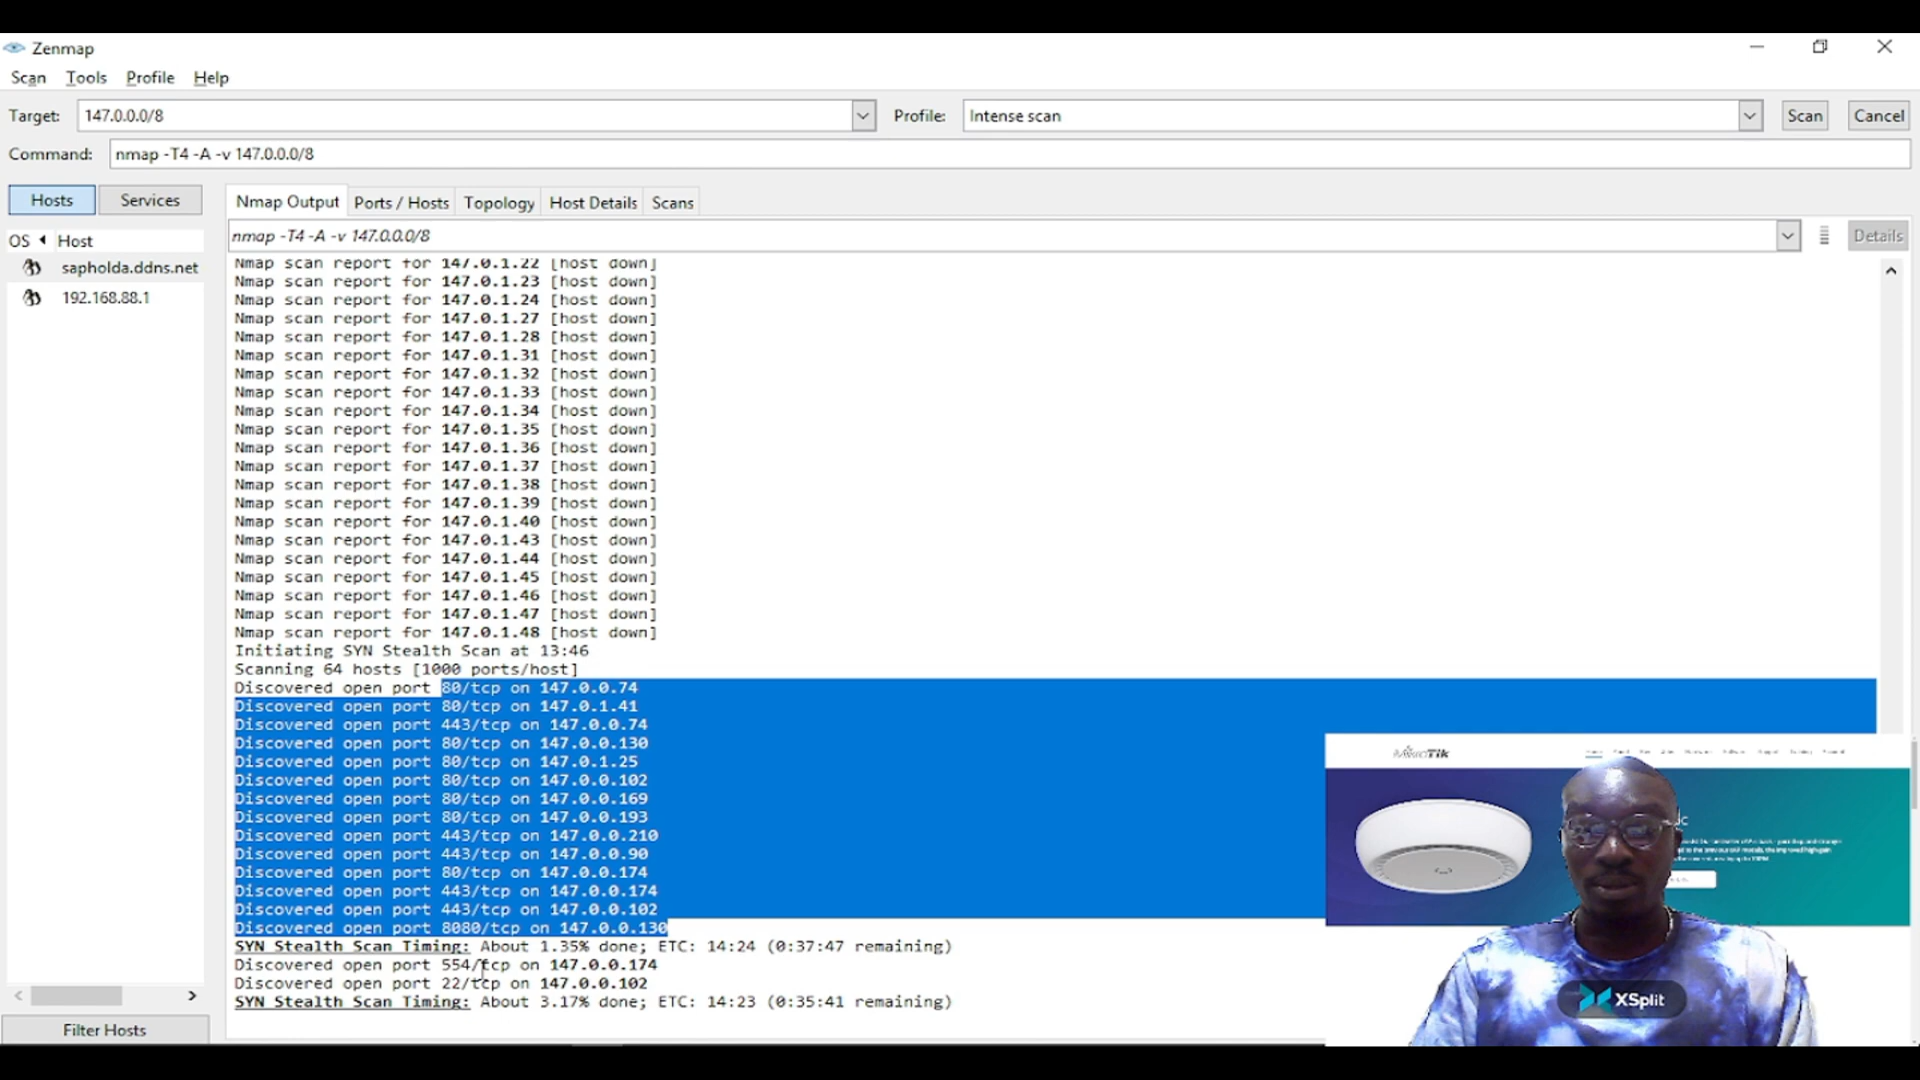 Zenmap
Scan Tools Profile Help
Target: 147.0.0.0/8 Profile: Intense scan Scan Cancel
Command: nmap -T4 -A -v 147.0.0.0/8
Hosts Services
Nmap Output Ports / Hosts Topology Host Details Scans
nmap -T4 -A -v 147.0.0.0/8 Details
OS Host
sapholda.ddns.net
192.168.88.1
Nmap scan report for 147.0.1.22 [host down]
Nmap scan report for 147.0.1.23 [host down]
Nmap scan report for 147.0.1.24 [host down]
Nmap scan report for 147.0.1.27 [host down]
Nmap scan report for 147.0.1.28 [host down]
Nmap scan report for 147.0.1.31 [host down]
Nmap scan report for 147.0.1.32 [host down]
Nmap scan report for 147.0.1.33 [host down]
Nmap scan report for 147.0.1.34 [host down]
Nmap scan report for 147.0.1.35 [host down]
Nmap scan report for 147.0.1.36 [host down]
Nmap scan report for 147.0.1.37 [host down]
Nmap scan report for 147.0.1.38 [host down]
Nmap scan report for 147.0.1.39 [host down]
Nmap scan report for 147.0.1.40 [host down]
Nmap scan report for 147.0.1.43 [host down]
Nmap scan report for 147.0.1.44 [host down]
Nmap scan report for 147.0.1.45 [host down]
Nmap scan report for 147.0.1.46 [host down]
Nmap scan report for 147.0.1.47 [host down]
Nmap scan report for 147.0.1.48 [host down]
Initiating SYN Stealth Scan at 13:46
Scanning 64 hosts [1000 ports/host]
Discovered open port 80/tcp on 147.0.0.74
Discovered open port 80/tcp on 147.0.1.41
Discovered open port 443/tcp on 147.0.0.74
Discovered open port 80/tcp on 147.0.0.130
Discovered open port 80/tcp on 147.0.1.25
Discovered open port 80/tcp on 147.0.0.102
Discovered open port 80/tcp on 147.0.0.169
Discovered open port 80/tcp on 147.0.0.193
Discovered open port 443/tcp on 147.0.0.210
Discovered open port 443/tcp on 147.0.0.90
Discovered open port 80/tcp on 147.0.0.174
Discovered open port 443/tcp on 147.0.0.174
Discovered open port 443/tcp on 147.0.0.102
Discovered open port 8080/tcp on 147.0.0.130
SYN Stealth Scan Timing: About 1.35% done; ETC: 14:24 (0:37:47 remaining)
Discovered open port 554/tcp on 147.0.0.174
Discovered open port 22/tcp on 147.0.0.102
SYN Stealth Scan Timing: About 3.17% done; ETC: 14:23 (0:35:41 remaining)
Filter Hosts
MikroTik
XSplit